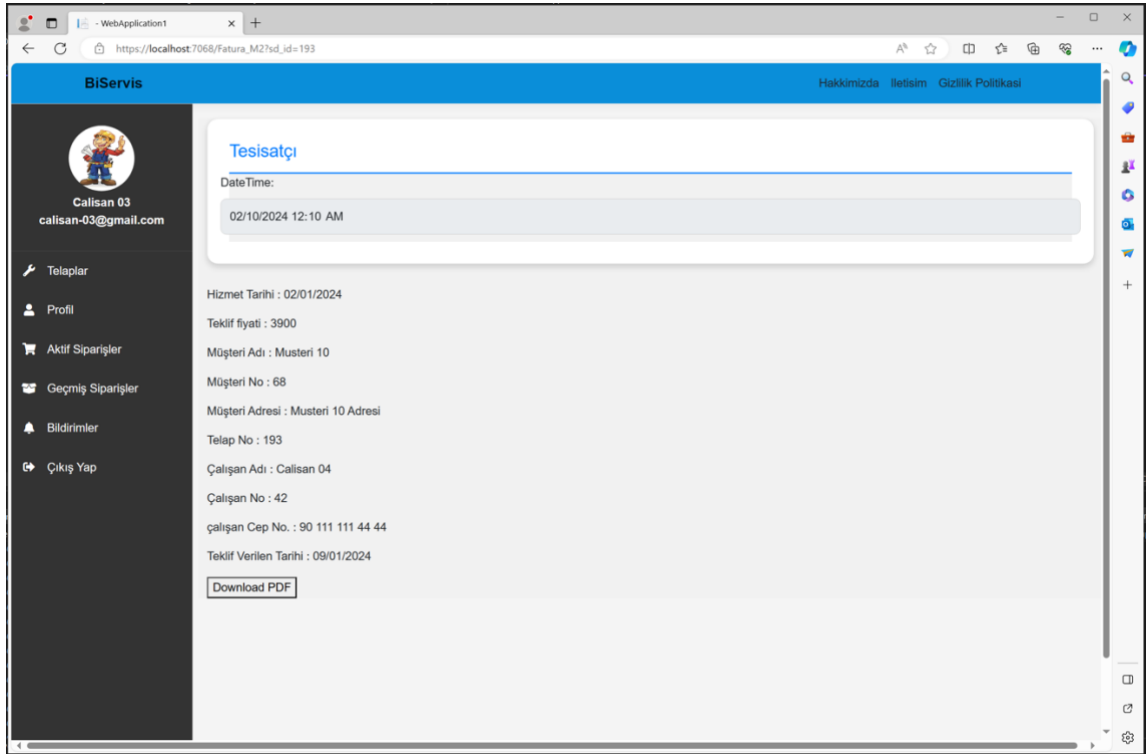 - WebApplication1
https://localhost:7068/Fatura_M2?sd_id=193
BiServis
Hakkimizda Iletisim Gizlilik Politikasi
Calisan 03
calisan-03@gmail.com
Telaplar
Profil
Aktif Siparişler
Geçmiş Siparişler
Bildirimler
Çıkış Yap
Tesisatçı
DateTime:
02/10/2024 12:10 AM
Hizmet Tarihi : 02/01/2024
Teklif fiyati : 3900
Müşteri Adı : Musteri 10
Müşteri No : 68
Müşteri Adresi : Musteri 10 Adresi
Telap No : 193
Çalışan Adı : Calisan 04
Çalışan No : 42
çalışan Cep No. : 90 111 111 44 44
Teklif Verilen Tarihi : 09/01/2024
Download PDF